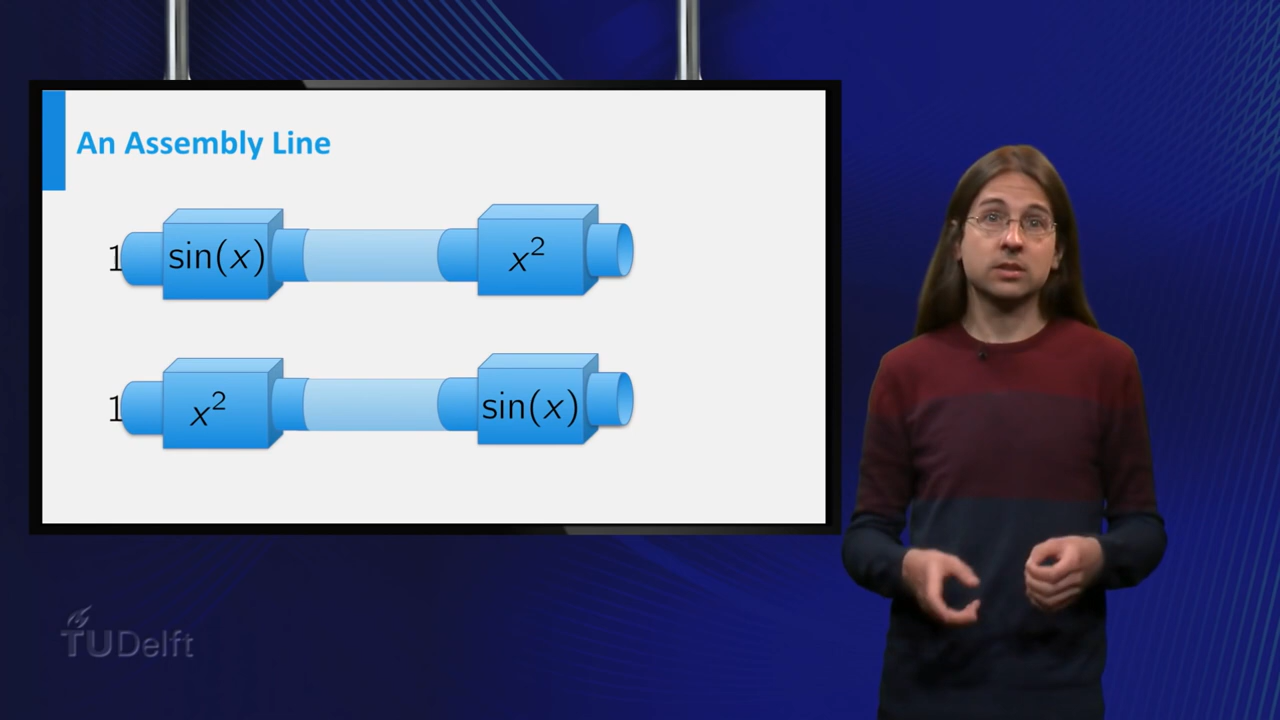 An Assembly Line
1 sin(x) x²
1 x² sin(x)
TUDelft